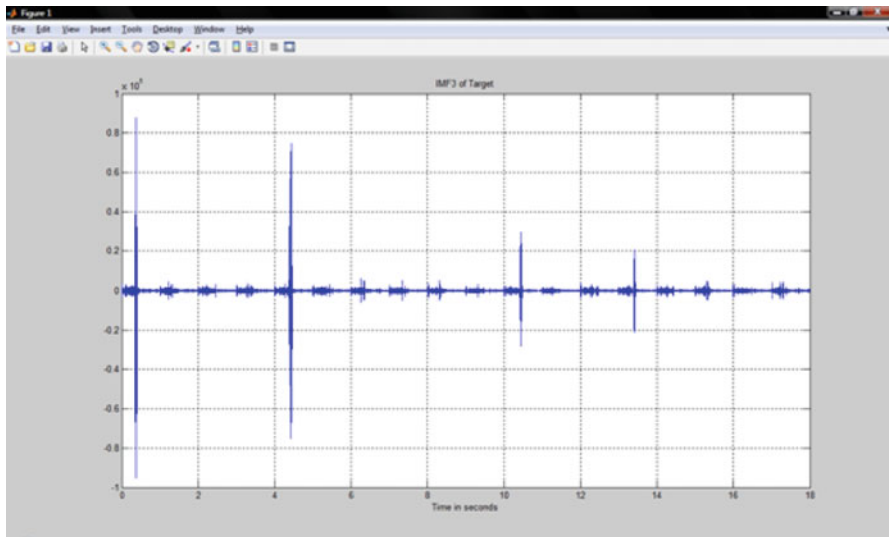 Figure 1
File Edit View Insert Tools Desktop Window Help
IMF3 of Target
1
0.8
0.6
0.4
0.2
0
-0.2
-0.4
-0.6
-0.8
-1
0 2 4 6 8 10 12 14 16 18
Time in seconds